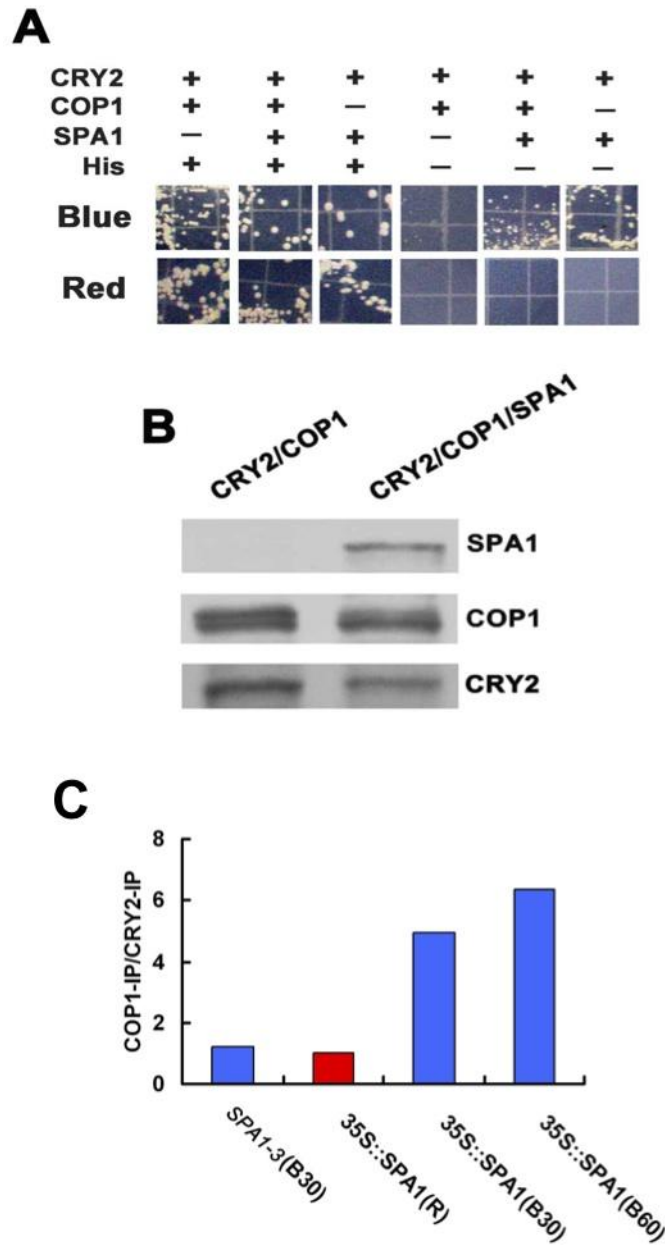 A
CRY2 + + + + + +
COP1 + + — + + —
SPA1 — + + — + +
His + + + — — —
Blue
Red
B
CRY2/COP1
CRY2/COP1/SPA1
SPA1
COP1
CRY2
C
COP1-IP/CRY2-IP
8
6
4
2
0
SPA1-3(B30)
35S::SPA1(R)
35S::SPA1(B30)
35S::SPA1(B60)